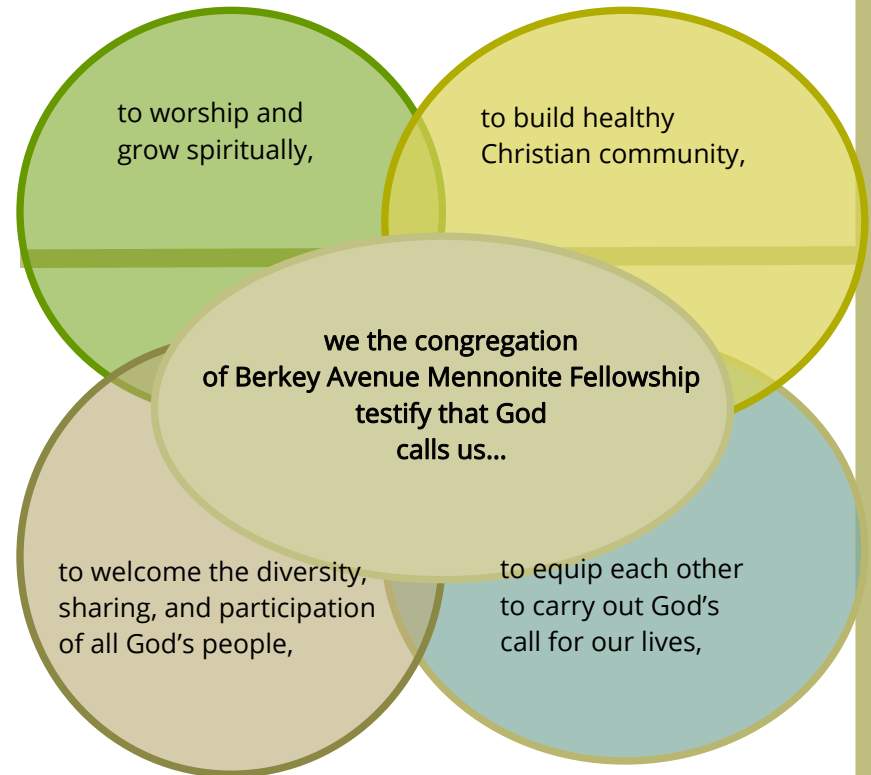 we the congregation
of Berkey Avenue Mennonite Fellowship
testify that God
calls us...
to worship and
grow spiritually,
to build healthy
Christian community,
to welcome the diversity,
sharing, and participation
of all God’s people,
to equip each other
to carry out God’s
call for our lives,